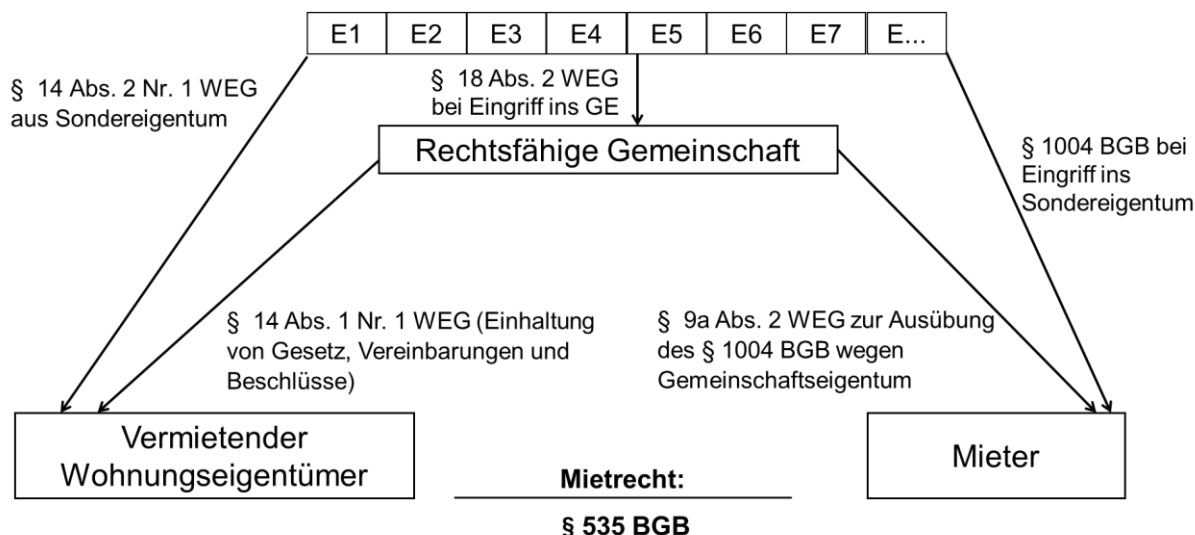 E1 E2 E3 E4 E5 E6 E7 E...
§ 14 Abs. 2 Nr. 1 WEG
aus Sondereigentum
§ 18 Abs. 2 WEG
bei Eingriff ins GE
Rechtsfähige Gemeinschaft
§ 1004 BGB bei
Eingriff ins
Sondereigentum
§ 14 Abs. 1 Nr. 1 WEG (Einhaltung
von Gesetz, Vereinbarungen und
Beschlüsse)
§ 9a Abs. 2 WEG zur Ausübung
des § 1004 BGB wegen
Gemeinschaftseigentum
Vermietender
Wohnungseigentümer
Mietrecht:
§ 535 BGB
Mieter